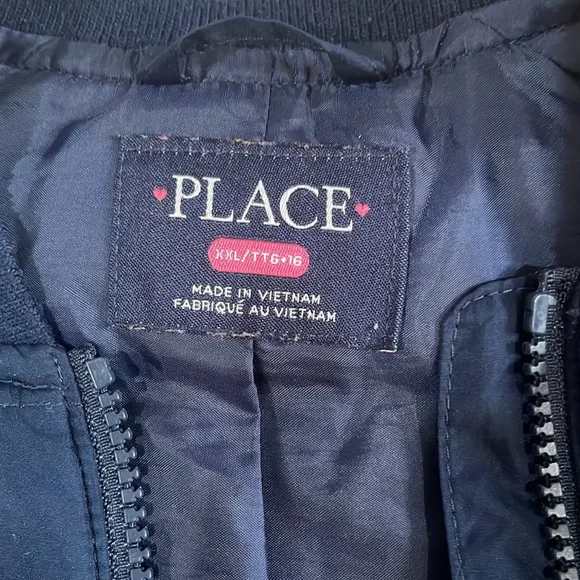 PLACE
XXL/TTG•16
MADE IN VIETNAM
FABRIQUÉ AU VIETNAM